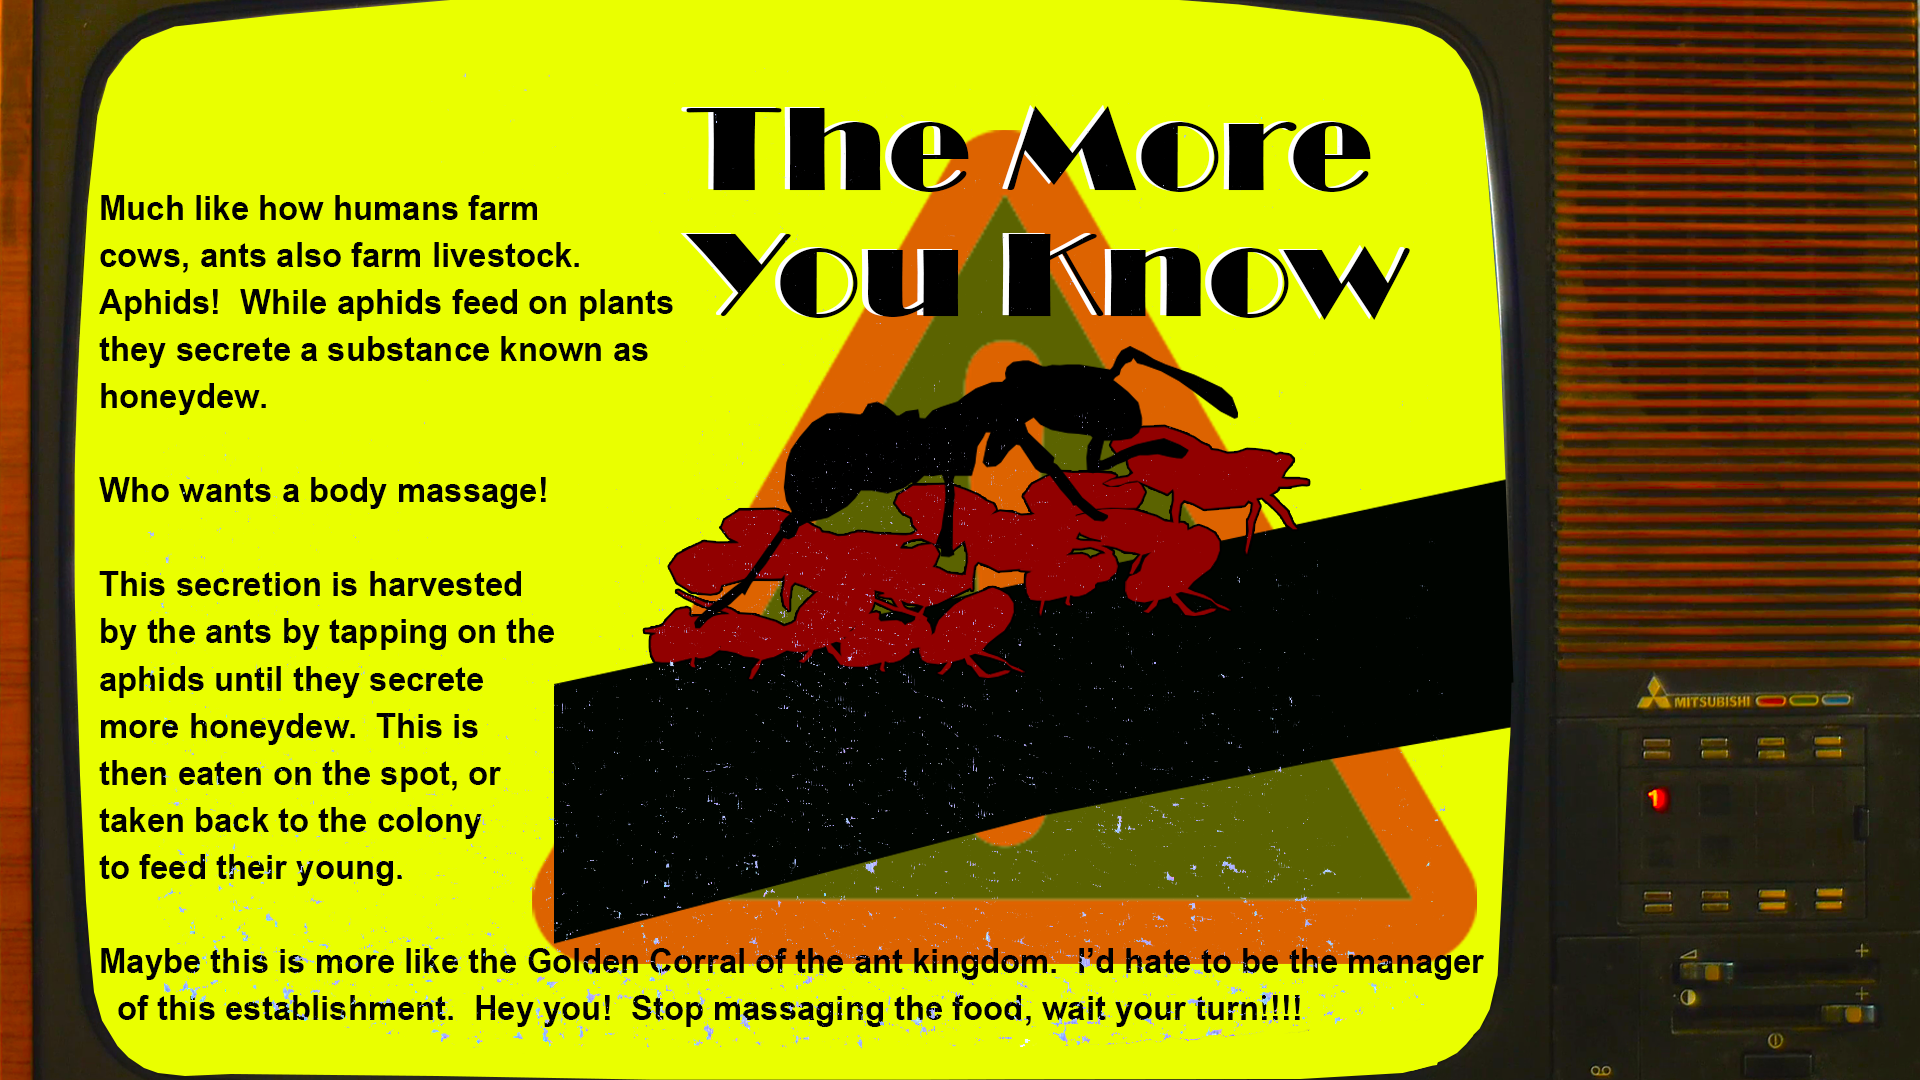 The More
You Know
Much like how humans farm
cows, ants also farm livestock.
Aphids!  While aphids feed on plants
they secrete a substance known as
honeydew.
Who wants a body massage!
This secretion is harvested
by the ants by tapping on the
aphids until they secrete
more honeydew.  This is
then eaten on the spot, or
taken back to the colony
to feed their young.
Maybe this is more like the Golden Corral of the ant kingdom.  I'd hate to be the manager
of this establishment.  Hey you!  Stop massaging the food, wait your turn!!!!
MITSUBISHI
1